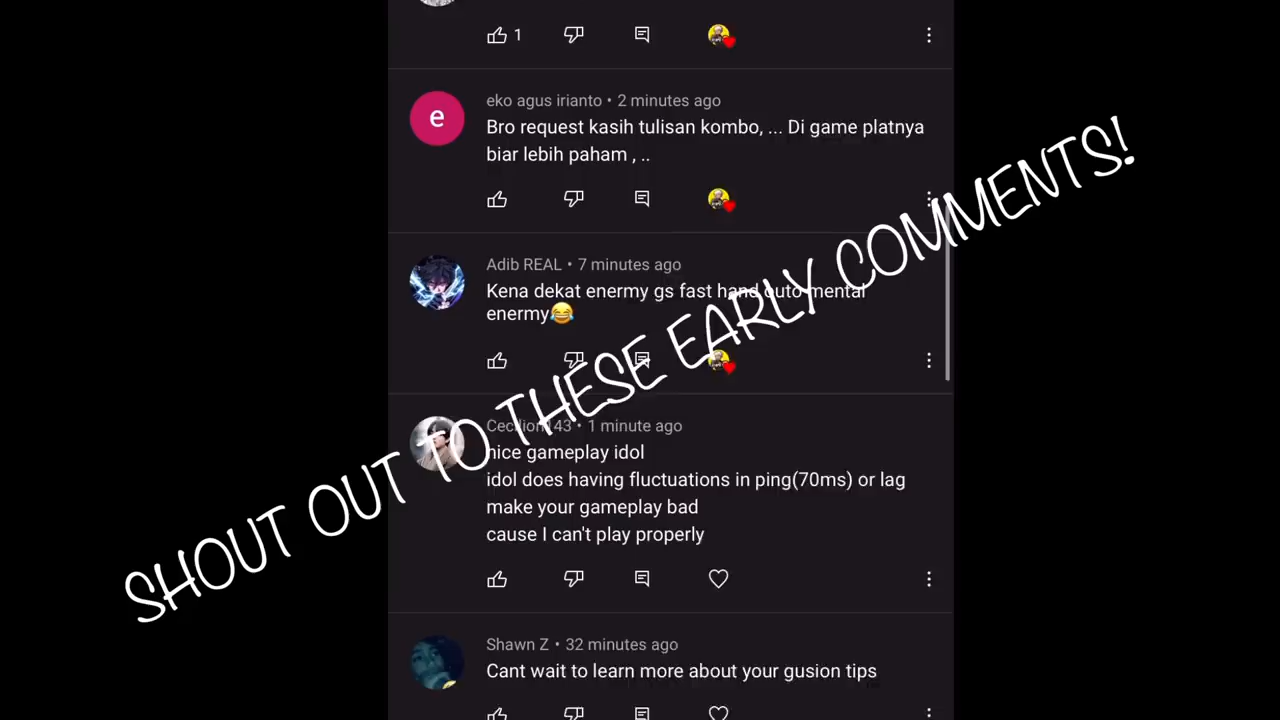 1
eko agus irianto • 2 minutes ago
e
Bro request kasih tulisan kombo, ... Di game platnya
biar lebih paham , ..
Adib REAL • 7 minutes ago
Kena dekat enermy gs fast hand auto mental
enermy😂
SHOUT OUT TO THESE EARLY COMMENTS!
Cecilion143 • 1 minute ago
nice gameplay idol
idol does having fluctuations in ping(70ms) or lag
make your gameplay bad
cause I can't play properly
Shawn Z • 32 minutes ago
Cant wait to learn more about your gusion tips